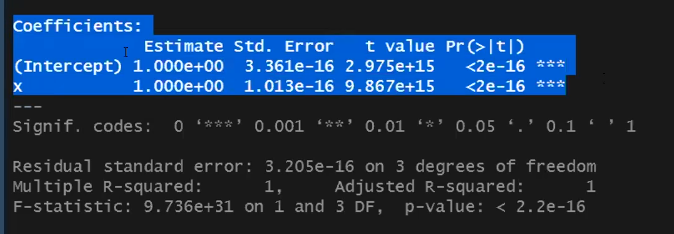 Coefficients:
Estimate Std. Error t value Pr(>|t|)
(Intercept) 1.000e+00 3.361e-16 2.975e+15 <2e-16 ***
x 1.000e+00 1.013e-16 9.867e+15 <2e-16 ***
---
Signif. codes: 0 ‘***’ 0.001 ‘**’ 0.01 ‘*’ 0.05 ‘.’ 0.1 ‘ ’ 1
Residual standard error: 3.205e-16 on 3 degrees of freedom
Multiple R-squared: 1, Adjusted R-squared: 1
F-statistic: 9.736e+31 on 1 and 3 DF, p-value: < 2.2e-16